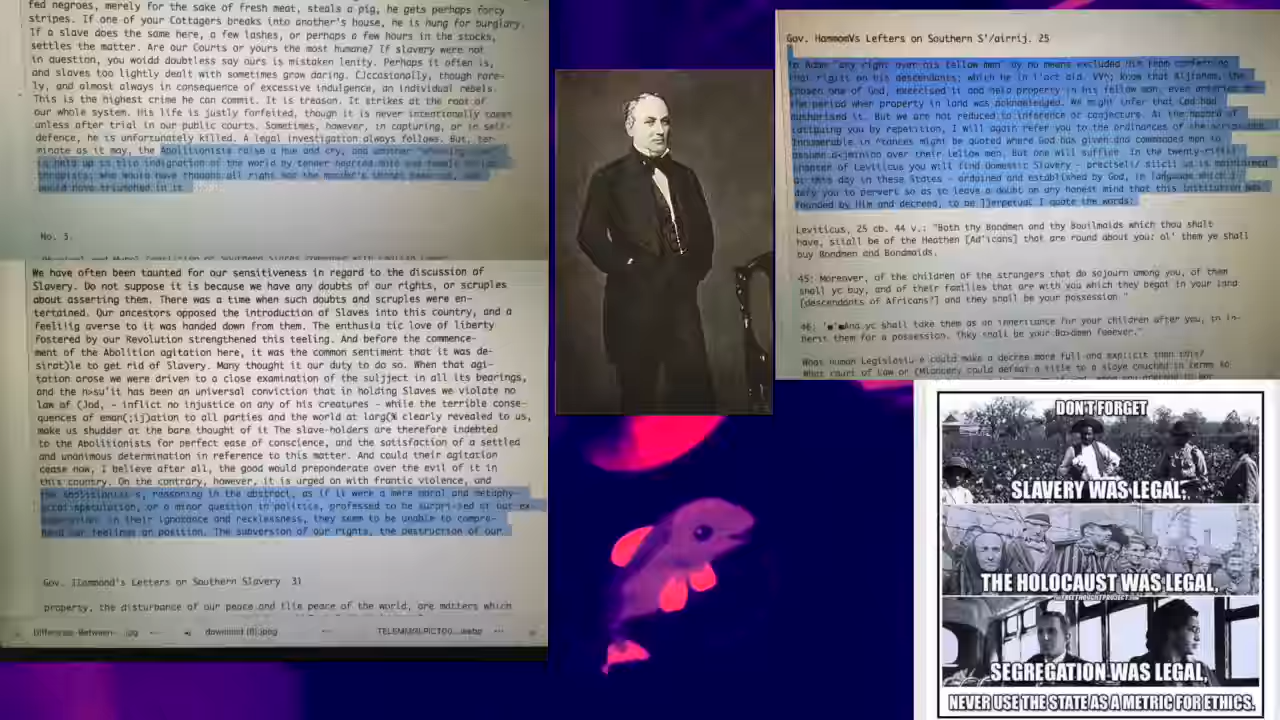 fed negroes, merely for the sake of fresh meat, steals a pig, he gets perhaps forty
stripes. If one of your Cottagers breaks into another's house, he is hung for burglary.
If a slave does the same here, a few lashes, or perhaps a few hours in the stocks,
settles the matter. Are our Courts or yours the most humane? If slavery were not
in question, you woidd doubtless say ours is mistaken lenity. Perhaps it often is,
and slaves too lightly dealt with sometimes grow daring. CJccasionally, though rare-
ly, and almost always in consequence of excessive indulgence, an individual rebels.
This is the highest crime he can commit. It is treason. It strikes at the root of
our whole system. His life is justly forfeited, though it is never intentionally taken
unless after trial in our public courts. Sometimes, however, in capturing, or in self-
defence, he is unfortunately killed. A legal investigation always follows. But, ter-
minate as it may, the Abolitionists raise a hue and cry, and another
is held up to the indignation of the world by tender hearted male and female
who would have thought all right had the master's throat been cut, and
would have triumphed in it
No. 3.
We have often been taunted for our sensitiveness in regard to the discussion of
Slavery. Do not suppose it is because we have any doubts of our rights, or scruples
about asserting them. There was a time when such doubts and scruples were en-
tertained. Our ancestors opposed the introduction of Slaves into this country, and a
feeli!ig averse to it was handed down from them. The enthusia tic love of liberty
fostered by our Revolution strengthened this teeling. And before the commence-
ment of the Abolition agitation here, it was the common sentiment that it was de-
sirat)le to get rid of Slavery. Many thought it our duty to do so. When that agi-
tation arose we were driven to a close examination of the sulject in all its bearings,
and the has been an universal conviction that in holding Slaves we violate no
law of (Jod, - inflict no injustice on any of his creatures - while the terrible conse-
quences of to all parties and the world at clearly revealed to us,
make us shudder at the bare thought of it The slave-holders are therefore indebted
to the Abolitionists for perfect ease of conscience, and the satisfaction of a settled
and unanimous determination in reference to this matter. And could their agitation
cease now, I believe after all, the good would preponderate over the evil of it in
this country. On the contrary, however, it is urged on with frantic violence, and
the reasoning in the abstract, as if it were a mere moral and metaphy-
speculation, or a minor question in politics, professed to be at our ex-
in their ignorance and recklessness, they seem to be unable to compre-
hend our feelings or position. The subversion of our rights, the destruction of our
Gov. Letters on Southern Slavery 31
property, the disturbance of our peace and the peace of the world, are matters which
download
Gov. on Southern 25
to Adam "any right over his fellow men" by no means excluded Him from conferring
that right on his descendants; which he in fact did. know that the
chosen one of God, exercised it and held property in his fellow man, even
the period when property in land was acknowledged. We might infer that God had
authorised it. But we are not reduced to inference or conjecture. At the hazard of
fatiguing you by repetition, I will again refer you to the ordinances of
might be quoted where God has given and commanded men to
assume dominion over their fellow men. But one will suffice. In the
chapter of Leviticus you will find Domestic Slavery - is maintained
at this day in these States - ordained and established by God, in language which I
defy you to pervert so as to leave a doubt on any honest mind that this institution was
founded by Him and decreed, to be I quote the words:
Leviticus, 25 cb. 44 v.: "Both thy Bondmen and thy which thou shalt
have, be of the Heathen that are round about you: of them ye shall
buy Bondmen and Bondmaids.
45: Moreover, of the children of the strangers that do sojourn among you, of them
shall yc buy, and of their families that are with you which they begat in your land
[descendants of Africans?] and they shall be your possession "
46: yc shall take them as an inheritance for your children after you, to in-
herit them for a possession. They shall be your Bondmen forever."
What human could make a decree more full and explicit than this?
What court of Law or could defeat a title to a slave couched in terms so
DON'T FORGET
SLAVERY WAS LEGAL,
THE HOLOCAUST WAS LEGAL,
THEFREETHOUGHTPROJECT.COM
SEGREGATION WAS LEGAL,
NEVER USE THE STATE AS A METRIC FOR ETHICS.